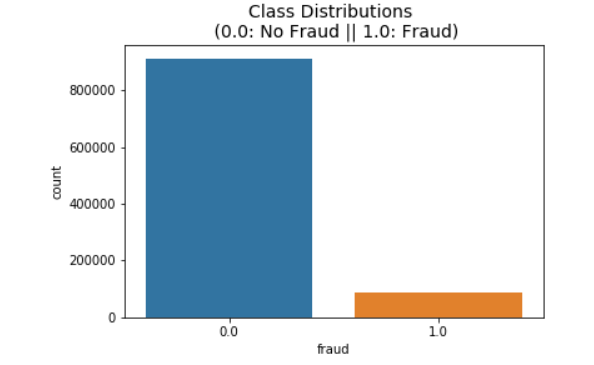 Class Distributions
(0.0: No Fraud || 1.0: Fraud)
800000
600000
400000
200000
0
count
0.0
1.0
fraud